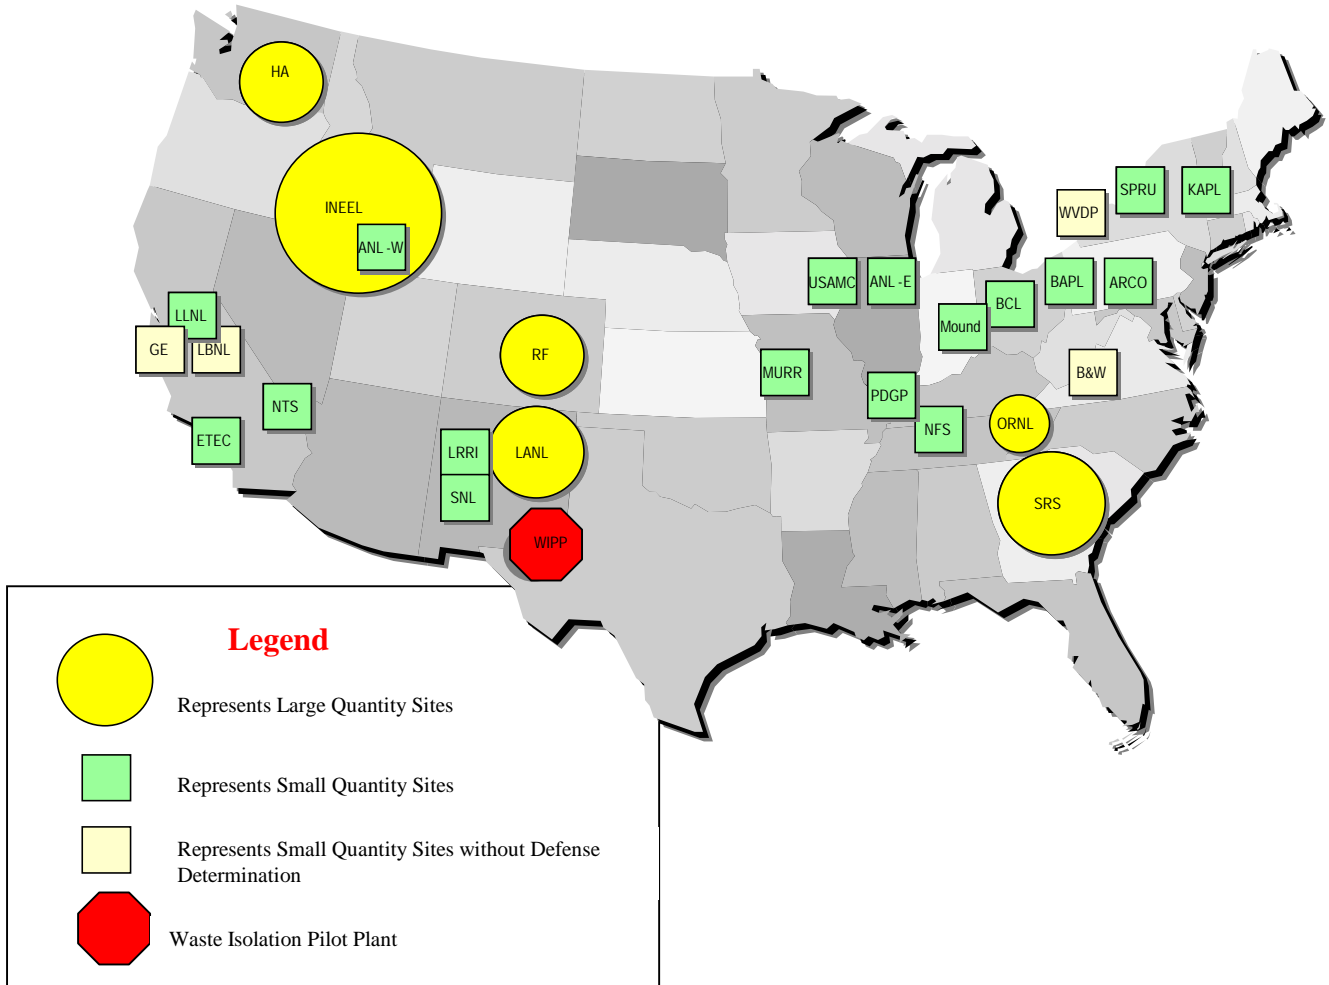 HA
SPRU
KAPL
INEEL
WVDP
ANL -W
USAMC
ANL -E
BAPL
ARCO
BCL
LLNL
Mound
GE
LBNL
RF
MURR
B&W
PDGP
NTS
ORNL
NFS
ETEC
LRRI
LANL
SNL
SRS
WIPP
Legend
Represents Large Quantity Sites
Represents Small Quantity Sites
Represents Small Quantity Sites without Defense
Determination
Waste Isolation Pilot Plant